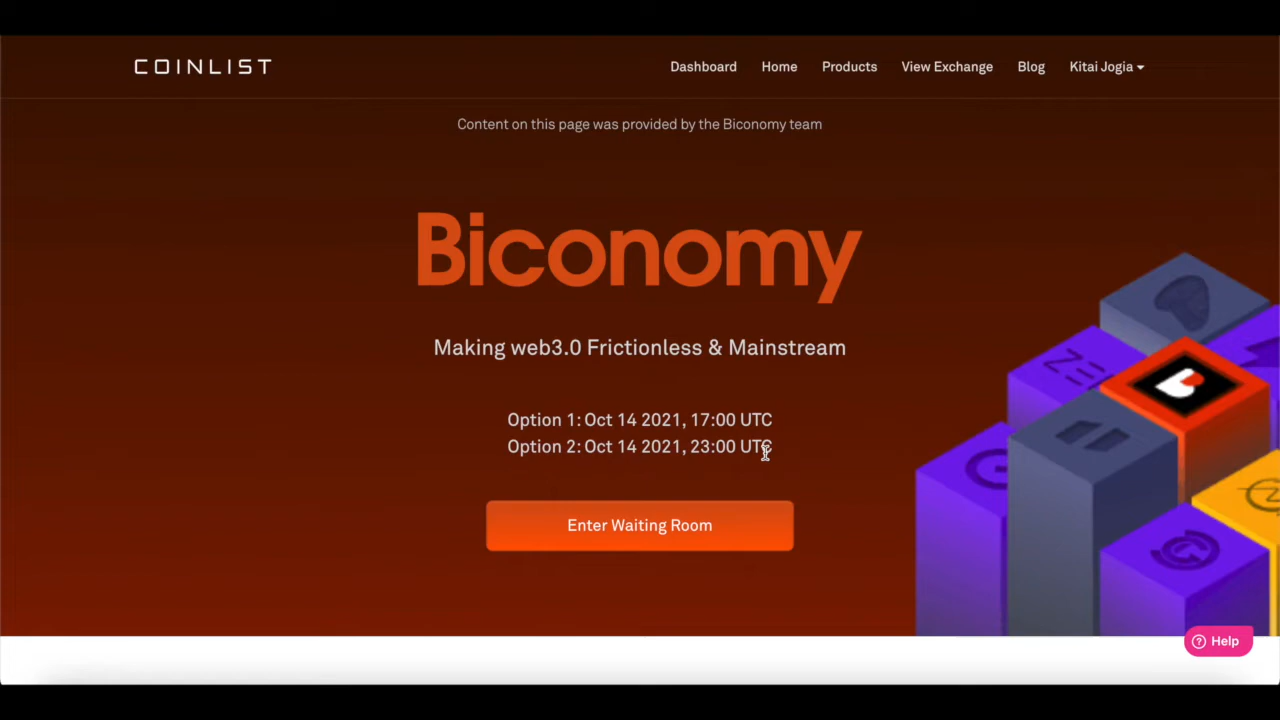 COINLIST
Dashboard Home Products View Exchange Blog Kitai Jogia
Content on this page was provided by the Biconomy team
Biconomy
Making web3.0 Frictionless & Mainstream
Option 1: Oct 14 2021, 17:00 UTC
Option 2: Oct 14 2021, 23:00 UTC
Enter Waiting Room
Help